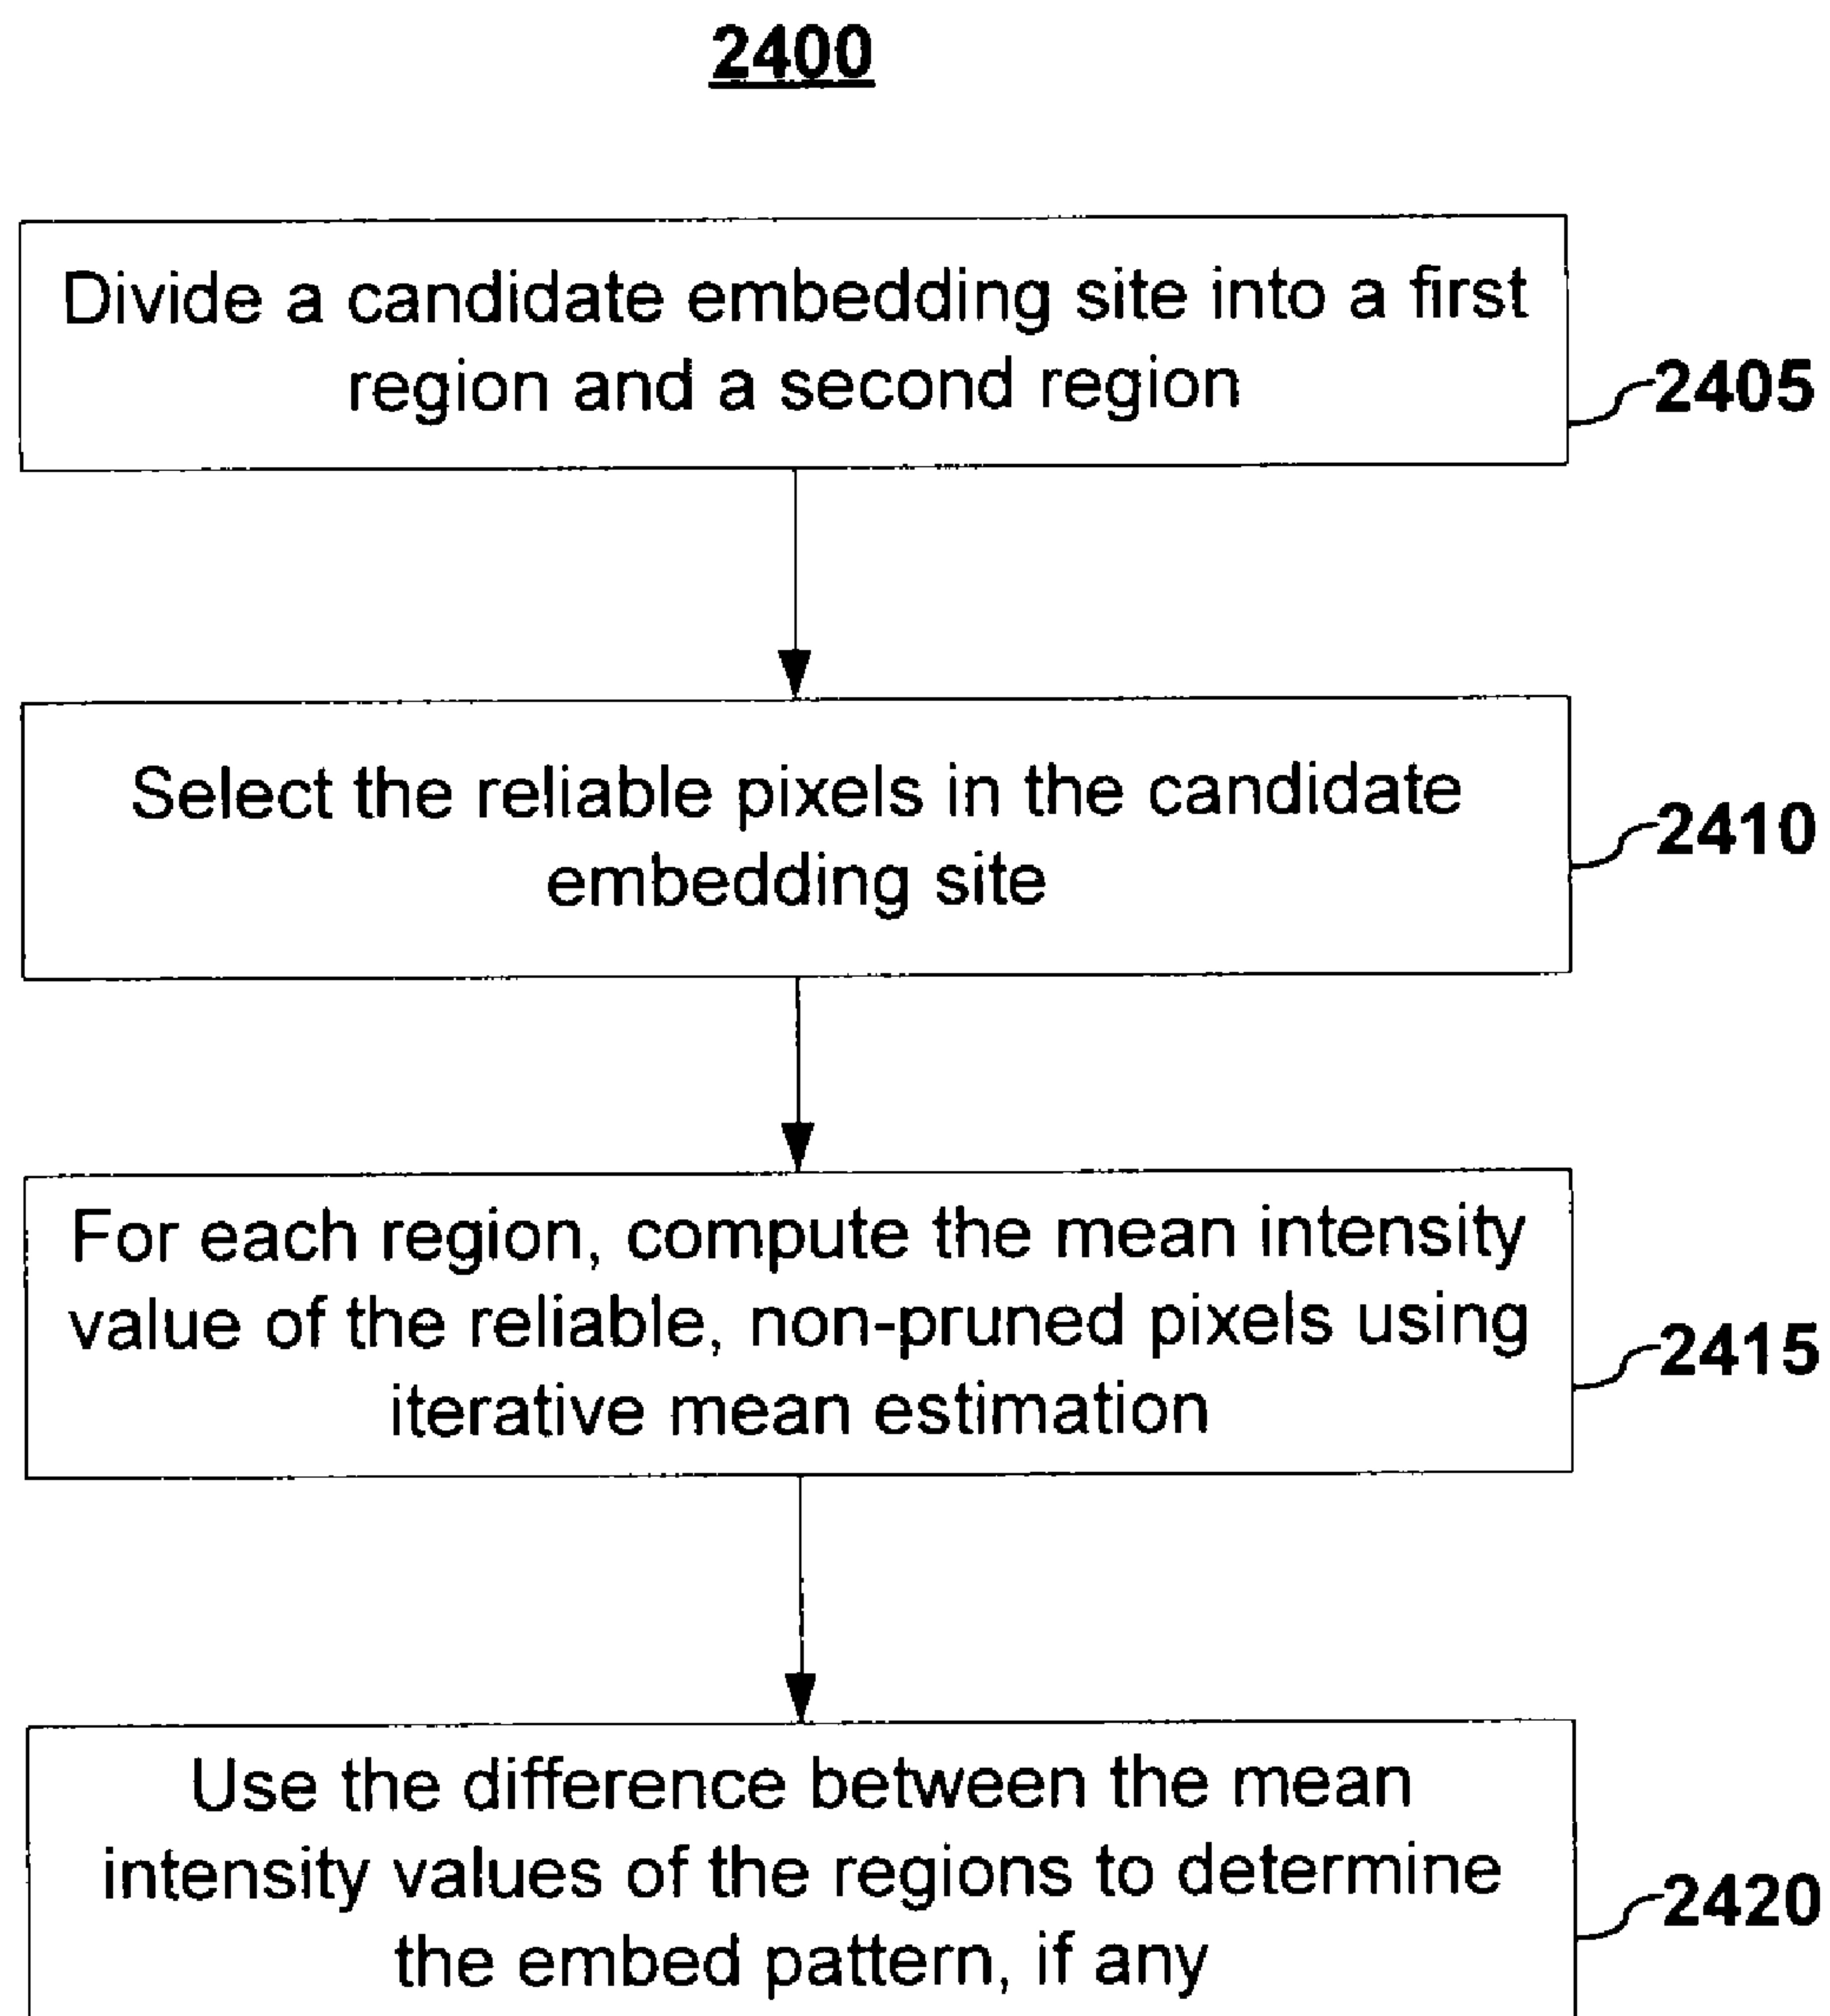 2400
Divide a candidate embedding site into a first
region and a second region
2405
Select the reliable pixels in the candidate
embedding site
2410
For each region, compute the mean intensity
value of the reliable, non-pruned pixels using
iterative mean estimation
2415
Use the difference between the mean
intensity values of the regions to determine
the embed pattern, if any
2420